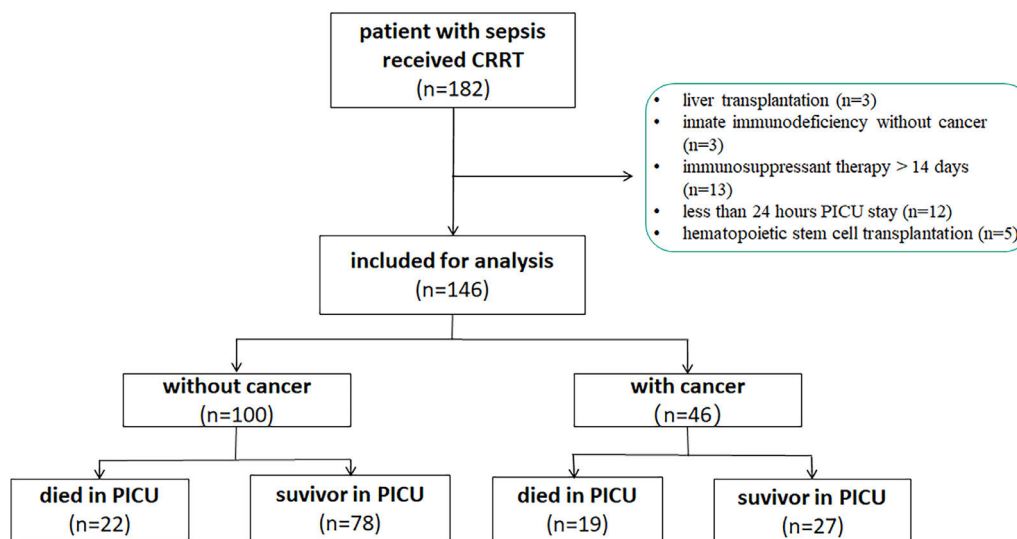 patient with sepsis
received CRRT
(n=182)
• liver transplantation (n=3)
• innate immunodeficiency without cancer
(n=3)
• immunosuppressant therapy > 14 days
(n=13)
• less than 24 hours PICU stay (n=12)
• hematopoietic stem cell transplantation (n=5)
included for analysis
(n=146)
without cancer
(n=100)
with cancer
(n=46)
died in PICU
(n=22)
suvivor in PICU
(n=78)
died in PICU
(n=19)
suvivor in PICU
(n=27)